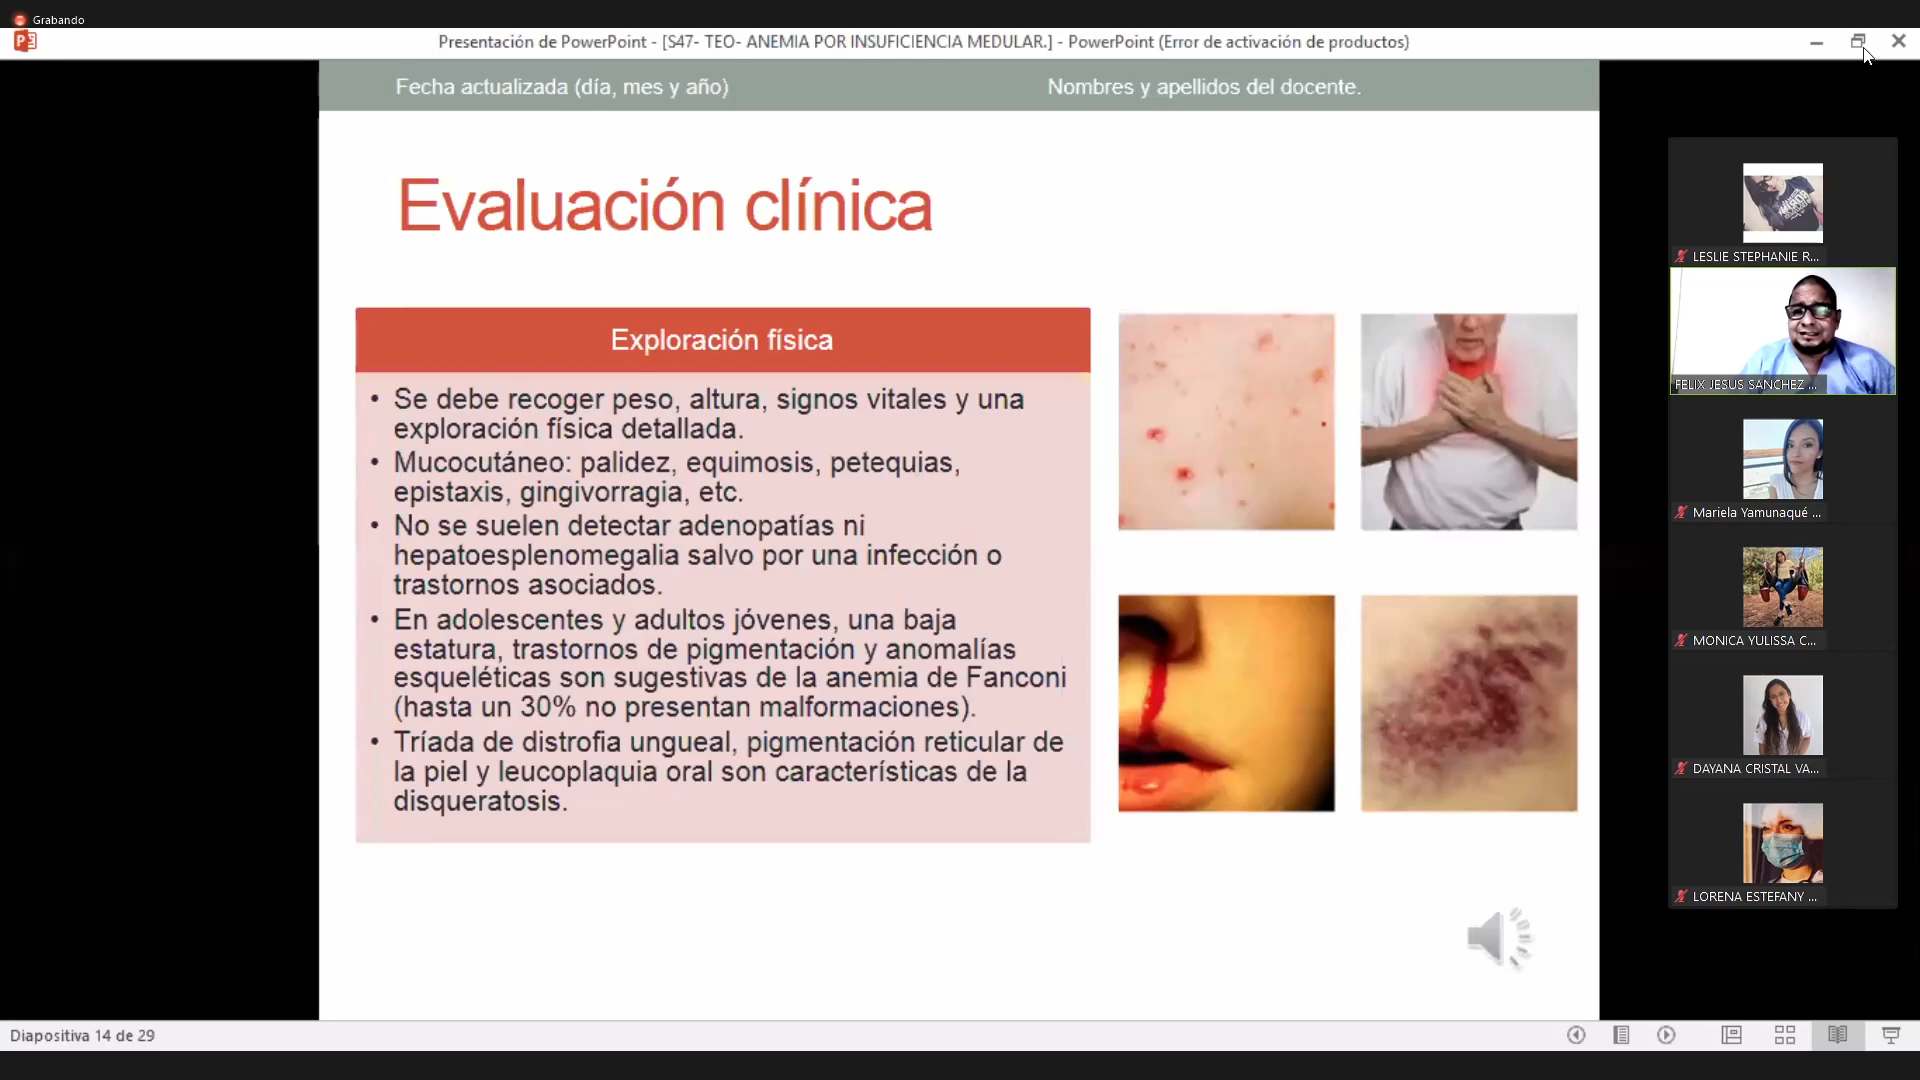 Grabando
Presentación de PowerPoint - [S47- TEO- ANEMIA POR INSUFICIENCIA MEDULAR.] - PowerPoint (Error de activación de productos)
Fecha actualizada (día, mes y año)
Nombres y apellidos del docente.
Evaluación clínica
Exploración física
• Se debe recoger peso, altura, signos vitales y una
exploración física detallada.
• Mucocutáneo: palidez, equimosis, petequias,
epistaxis, gingivorragia, etc.
• No se suelen detectar adenopatías ni
hepatoesplenomegalia salvo por una infección o
trastornos asociados.
• En adolescentes y adultos jóvenes, una baja
estatura, trastornos de pigmentación y anomalías
esqueléticas son sugestivas de la anemia de Fanconi
(hasta un 30% no presentan malformaciones).
• Tríada de distrofia ungueal, pigmentación reticular de
la piel y leucoplaquia oral son características de la
disqueratosis.
LESLIE STEPHANIE R...
FELIX JESUS SANCHEZ ...
Mariela Yamunaqué ...
MONICA YULISSA C...
DAYANA CRISTAL VA...
LORENA ESTEFANY ...
Diapositiva 14 de 29